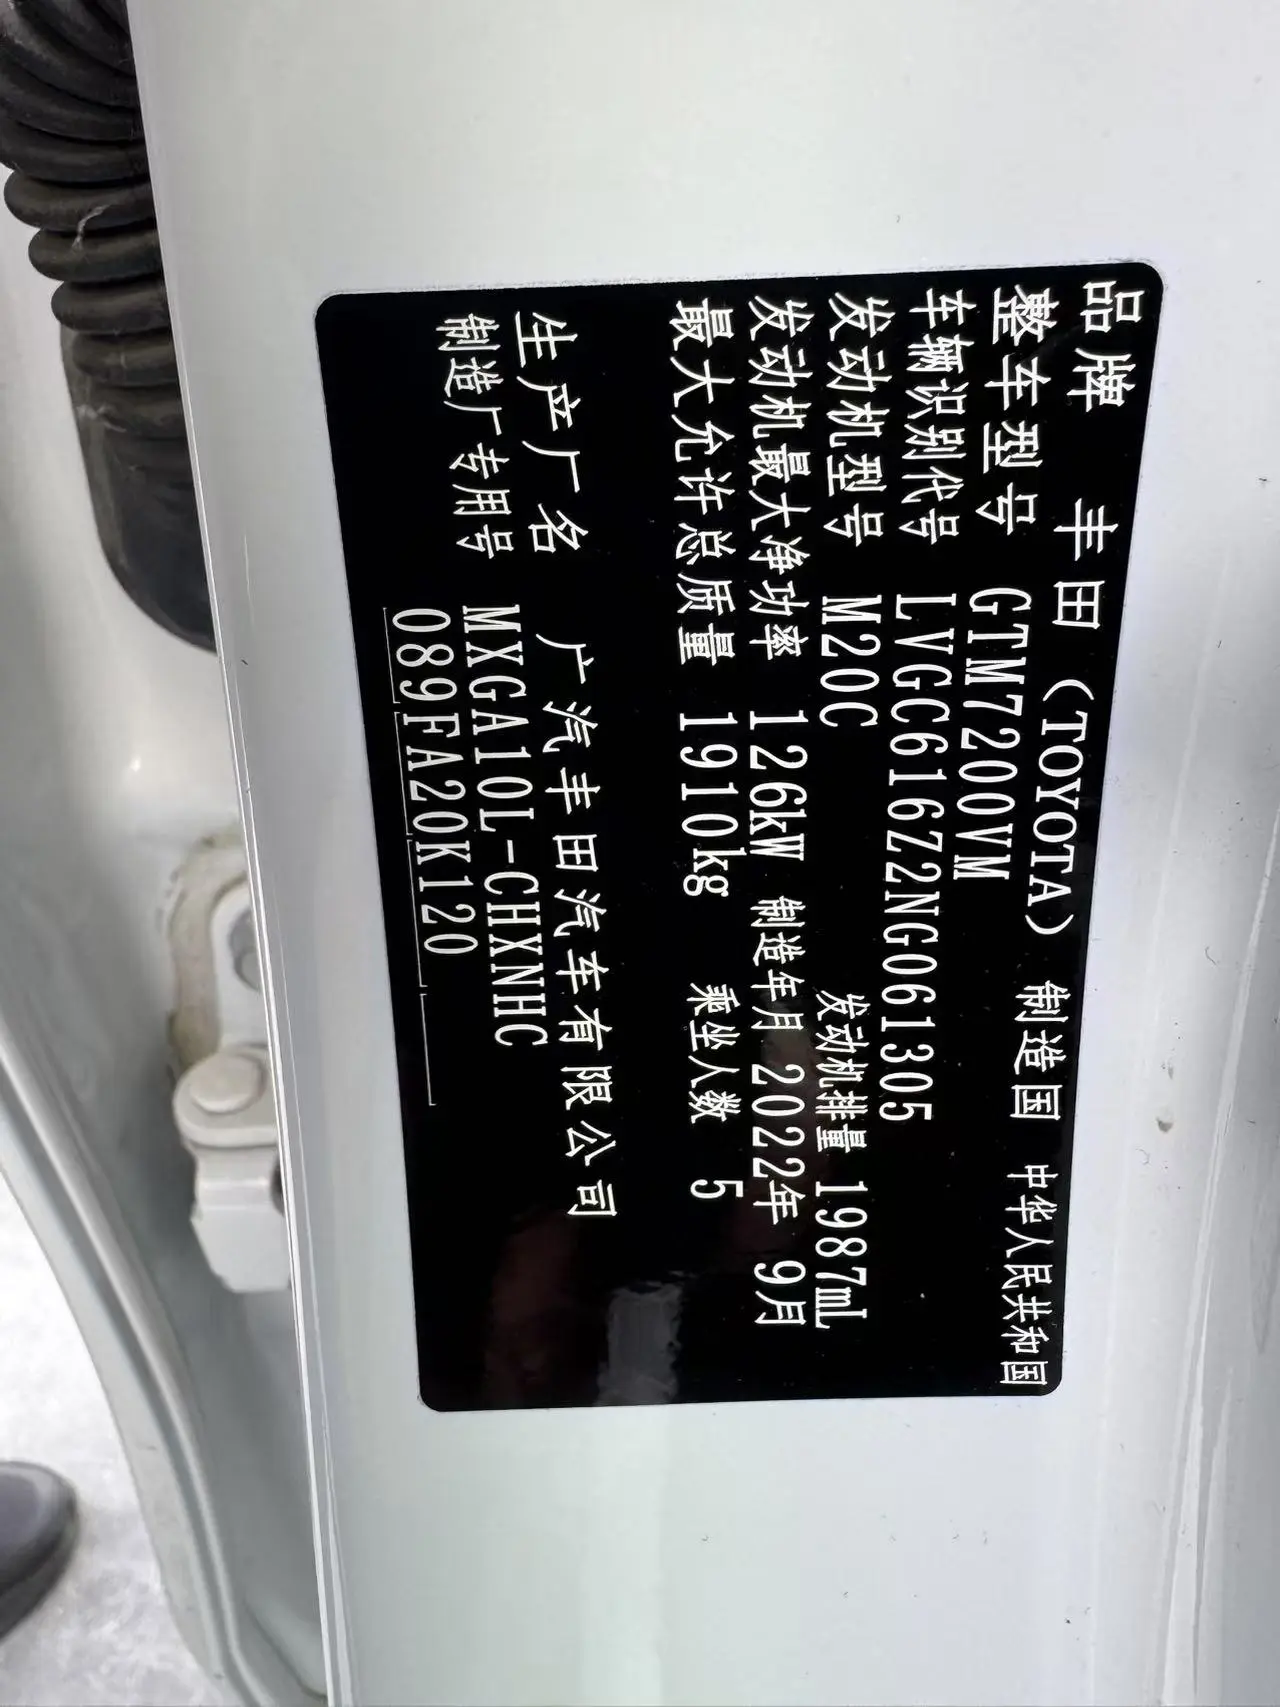 品牌 丰田(TOYOTA) 制造国 中华人民共和国
整车型号 GTM7200VM
车辆识别代号 LVGC616Z2NG061305
发动机型号 M20C 发动机排量 1987mL
发动机最大净功率 126kW 制造年月 2022年 9月
最大允许总质量 1910kg 乘坐人数 5
生产厂名 广汽丰田汽车有限公司
制造厂专用号 MXGA10L-CHXNHC
089FA20K120